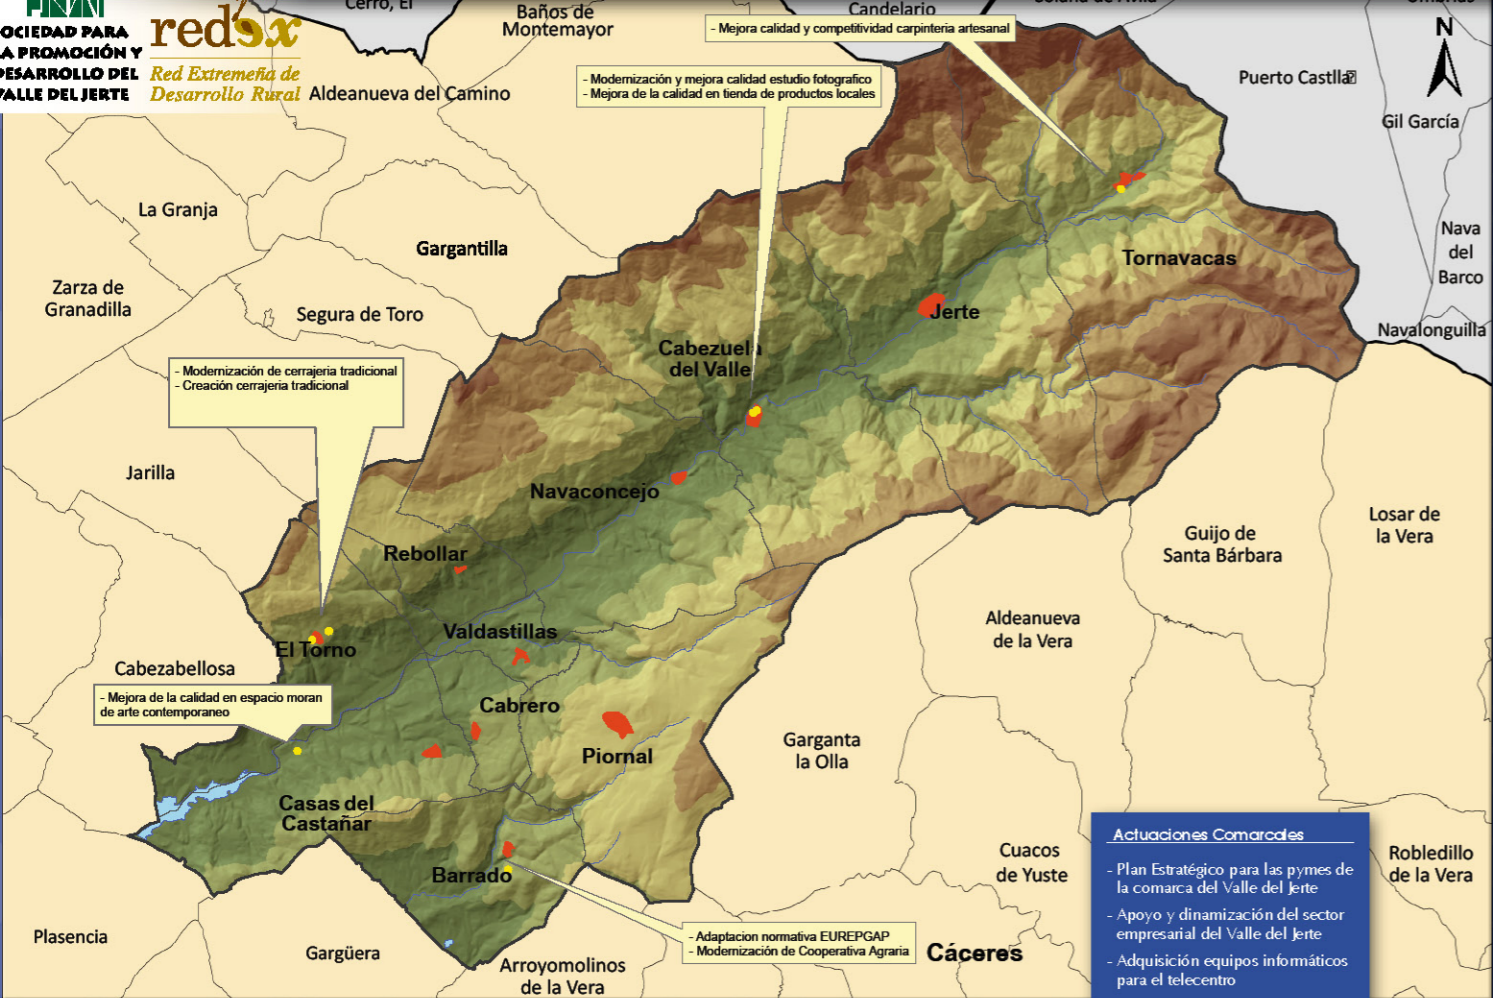 SOCIEDAD PARA
LA PROMOCIÓN Y
DESARROLLO DEL
VALLE DEL JERTE
redex
Red Extremeña de
Desarrollo Rural
Cerro, El
Baños de
Montemayor
Candelario
- Mejora calidad y competitividad carpinteria artesanal
- Modernización y mejora calidad estudio fotografico
- Mejora de la calidad en tienda de productos locales
Aldeanueva del Camino
N
Puerto Castlla
Gil García
La Granja
Gargantilla
Nava
del
Barco
Tornavacas
Zarza de
Granadilla
Segura de Toro
Jerte
Navalonguilla
Cabezuela
del Valle
- Modernización de cerrajeria tradicional
- Creación cerrajeria tradicional
Jarilla
Navaconcejo
Losar de
la Vera
Guijo de
Santa Bárbara
Rebollar
Aldeanueva
de la Vera
Valdastillas
El Torno
Cabezabellosa
- Mejora de la calidad en espacio moran
de arte contemporaneo
Cabrero
Piornal
Garganta
la Olla
Casas del
Castañar
Barrado
Cuacos
de Yuste
Robledillo
de la Vera
Plasencia
Gargüera
Arroyomolinos
de la Vera
- Adaptacion normativa EUREPGAP
- Modernización de Cooperativa Agraria
Cáceres
Actuaciones Comarcales
- Plan Estratégico para las pymes de
la comarca del Valle del Jerte
- Apoyo y dinamización del sector
empresarial del Valle del Jerte
- Adquisición equipos informáticos
para el telecentro